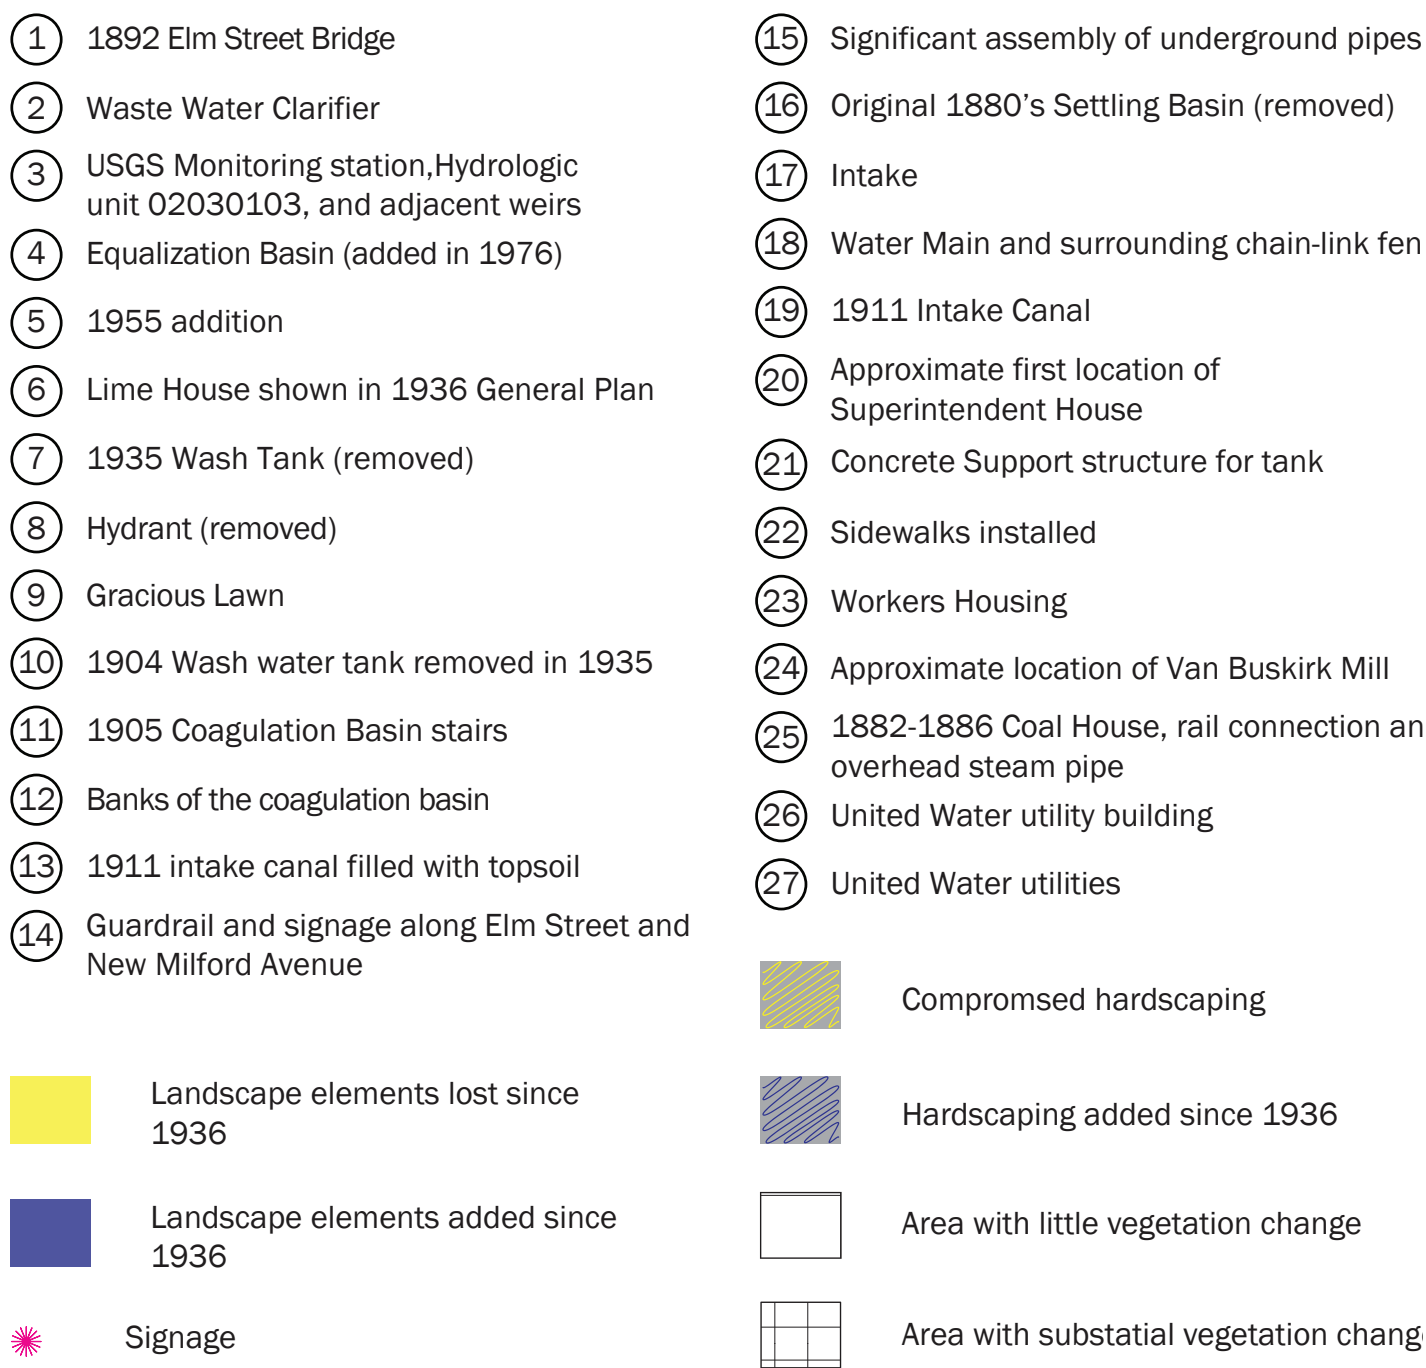 1 1892 Elm Street Bridge
2 Waste Water Clarifier
3 USGS Monitoring station,Hydrologic
unit 02030103, and adjacent weirs
4 Equalization Basin (added in 1976)
5 1955 addition
6 Lime House shown in 1936 General Plan
7 1935 Wash Tank (removed)
8 Hydrant (removed)
9 Gracious Lawn
10 1904 Wash water tank removed in 1935
11 1905 Coagulation Basin stairs
12 Banks of the coagulation basin
13 1911 intake canal filled with topsoil
14 Guardrail and signage along Elm Street and
New Milford Avenue
Landscape elements lost since
1936
Landscape elements added since
1936
Signage
15 Significant assembly of underground pipes
16 Original 1880's Settling Basin (removed)
17 Intake
18 Water Main and surrounding chain-link fen
19 1911 Intake Canal
20 Approximate first location of
Superintendent House
21 Concrete Support structure for tank
22 Sidewalks installed
23 Workers Housing
24 Approximate location of Van Buskirk Mill
25 1882-1886 Coal House, rail connection an
overhead steam pipe
26 United Water utility building
27 United Water utilities
Compromsed hardscaping
Hardscaping added since 1936
Area with little vegetation change
Area with substatial vegetation change